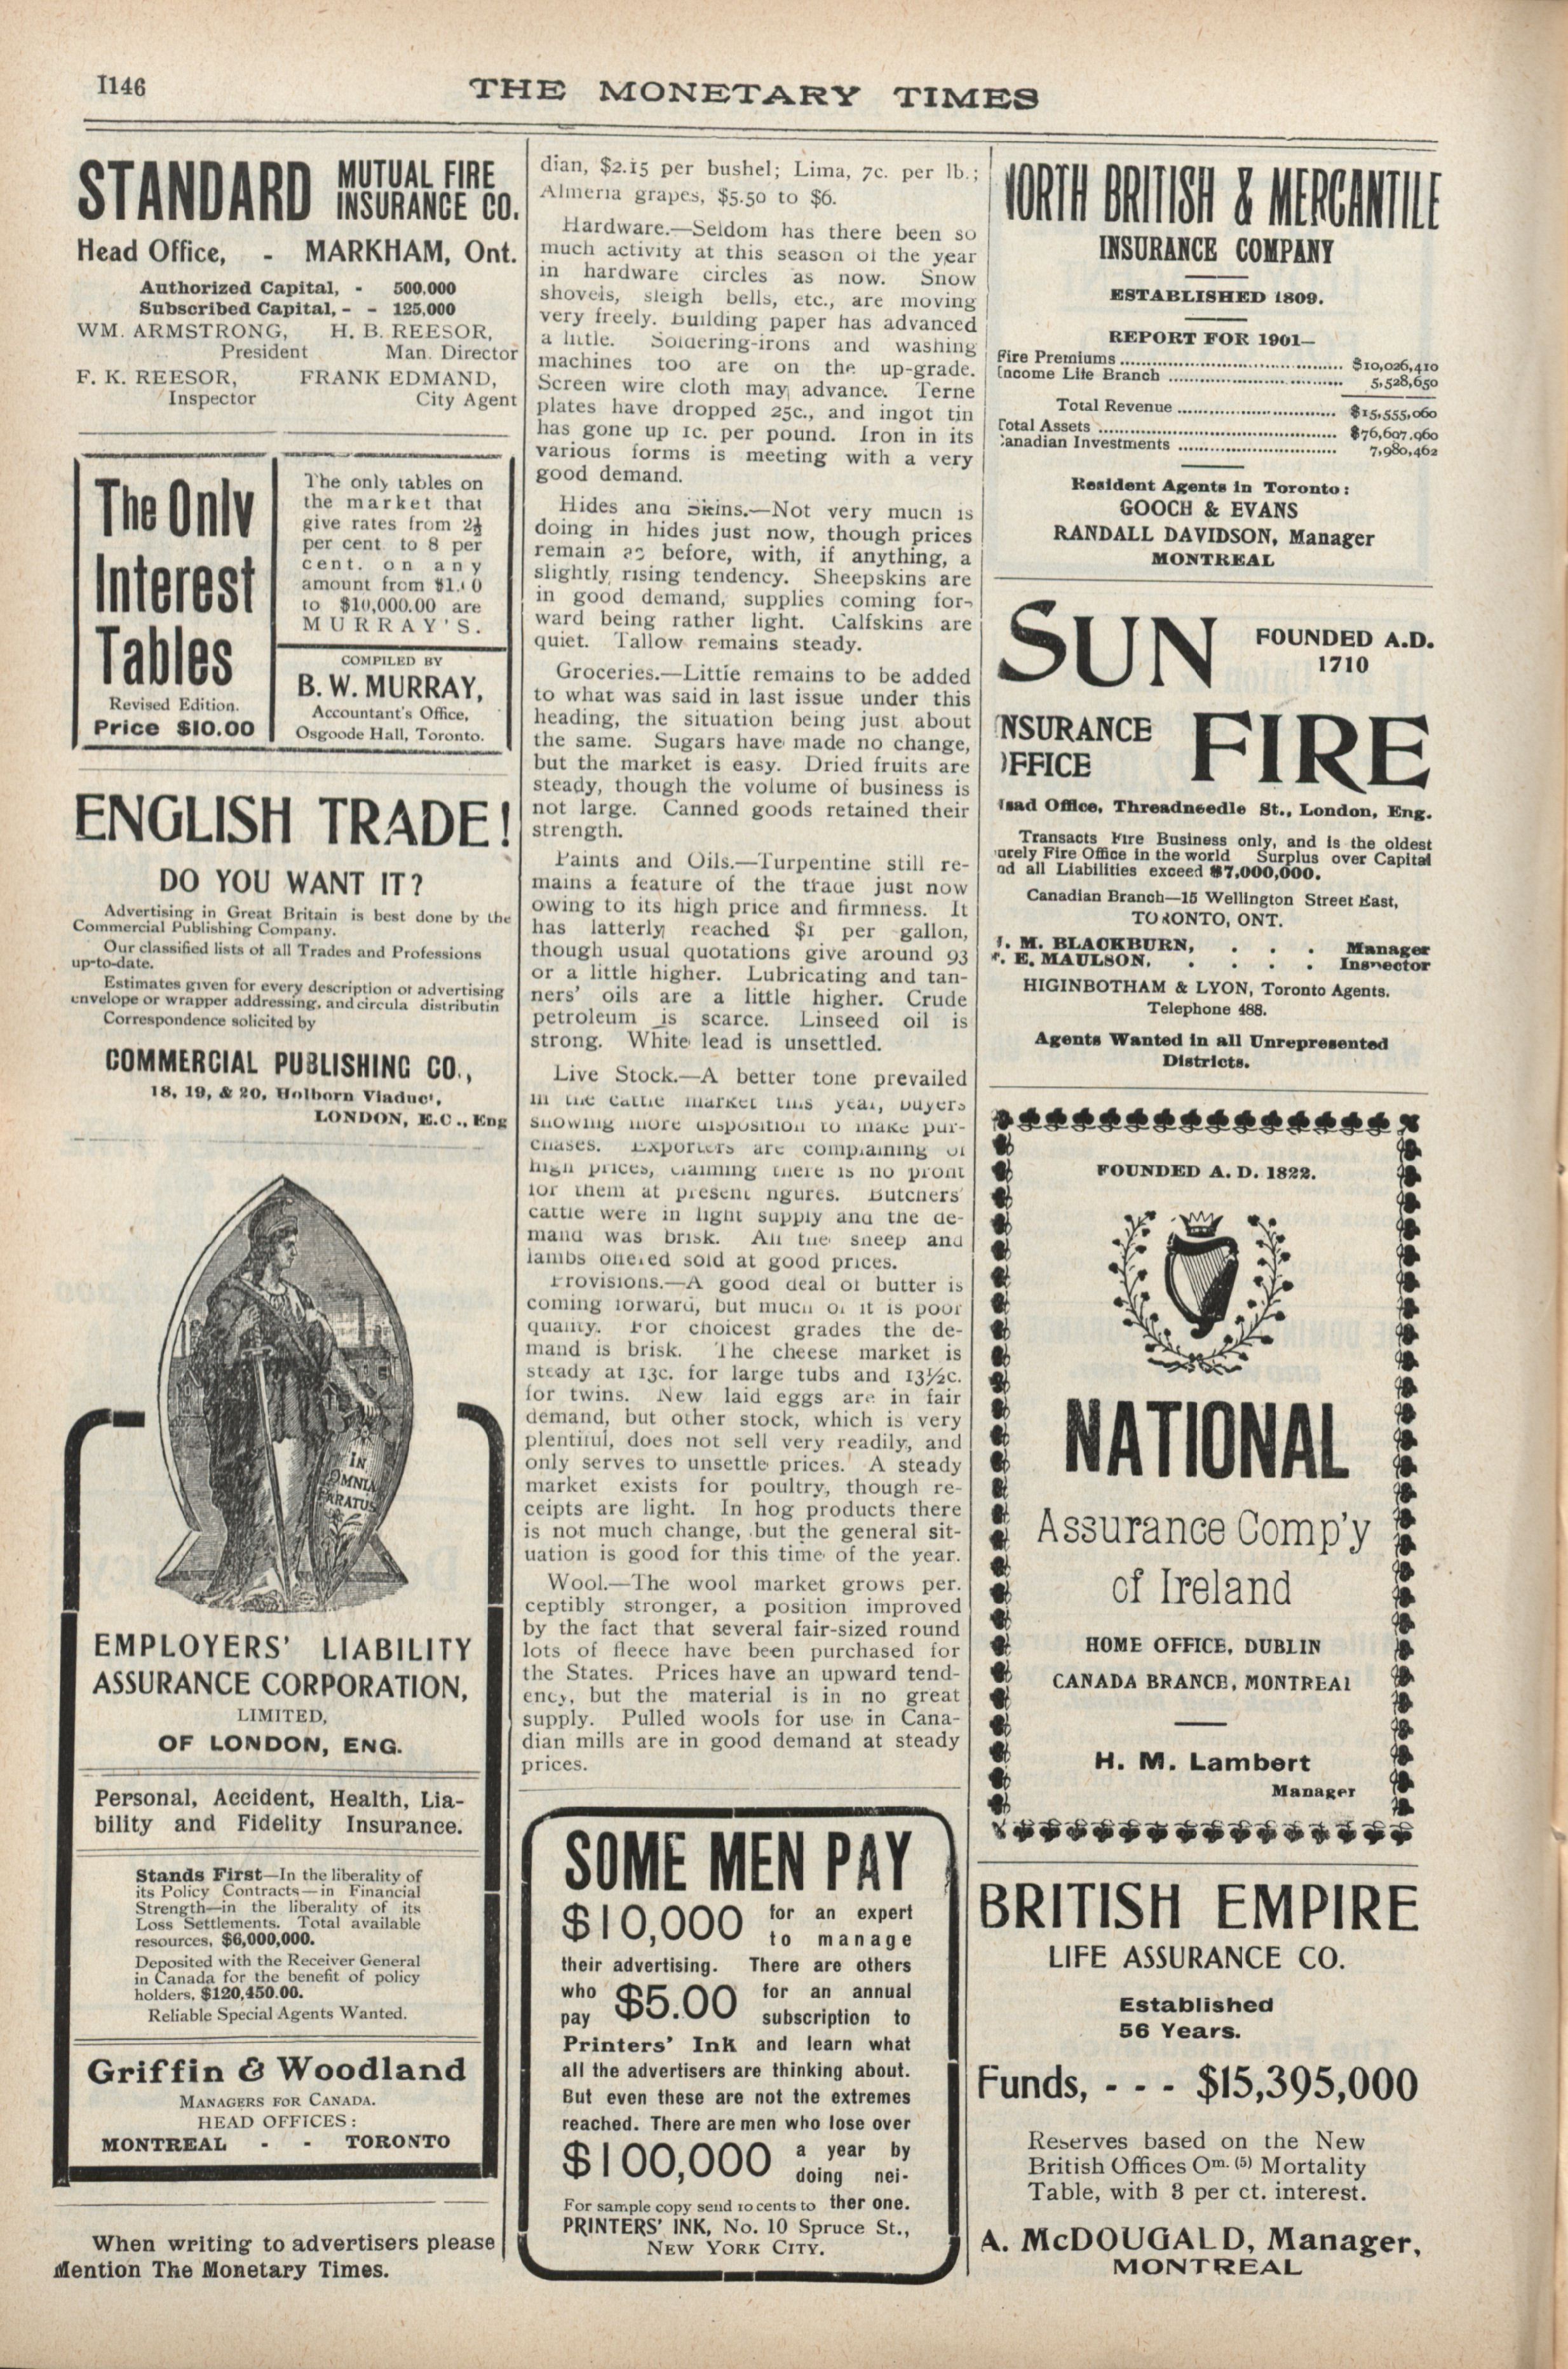 1146
THE MONETARY TIMES
STANDARD MUTUAL FIRE
INSURANCE CO.
Head Office, - MARKHAM, Ont.
Authorized Capital, - 500,000
Subscribed Capital, - - 125,000
WM. ARMSTRONG, H. B. REESOR,
President Man. Director
F. K. REESOR, FRANK EDMAND,
Inspector City Agent
The Only
Interest
Tables
Revised Edition.
Price $10.00
The only tables on
the market that
give rates from 2½
per cent to 8 per
cent. on any
amount from $1.00
to $10,000.00 are
MURRAY'S.
COMPILED BY
B. W. MURRAY,
Accountant's Office,
Osgoode Hall, Toronto.
ENGLISH TRADE!
DO YOU WANT IT?
Advertising in Great Britain is best done by the
Commercial Publishing Company.
Our classified lists of all Trades and Professions
up-to-date.
Estimates given for every description of advertising
envelope or wrapper addressing, and circula distributin
Correspondence solicited by
COMMERCIAL PUBLISHING CO.,
18, 19, & 20, Holborn Viaduct,
LONDON, E.C., Eng
IN
OMNIA
PARATUS
EMPLOYERS' LIABILITY
ASSURANCE CORPORATION,
LIMITED,
OF LONDON, ENG.
Personal, Accident, Health, Lia-
bility and Fidelity Insurance.
Stands First—In the liberality of
its Policy Contracts—in Financial
Strength—in the liberality of its
Loss Settlements. Total available
resources, $6,000,000.
Deposited with the Receiver General
in Canada for the benefit of policy
holders, $120,450.00.
Reliable Special Agents Wanted.
Griffin & Woodland
MANAGERS FOR CANADA.
HEAD OFFICES:
MONTREAL - - TORONTO
When writing to advertisers please
Mention The Monetary Times.
dian, $2.15 per bushel; Lima, 7c. per lb.;
Almeria grapes, $5.50 to $6.
Hardware.—Seldom has there been so
much activity at this season of the year
in hardware circles as now. Snow
shovels, sleigh bells, etc., are moving
very freely. Building paper has advanced
a little. Soldering-irons and washing
machines too are on the up-grade.
Screen wire cloth may advance. Terne
plates have dropped 25c., and ingot tin
has gone up 1c. per pound. Iron in its
various forms is meeting with a very
good demand.
Hides and Skins.—Not very much is
doing in hides just now, though prices
remain as before, with, if anything, a
slightly rising tendency. Sheepskins are
in good demand, supplies coming for-
ward being rather light. Calfskins are
quiet. Tallow remains steady.
Groceries.—Little remains to be added
to what was said in last issue under this
heading, the situation being just about
the same. Sugars have made no change,
but the market is easy. Dried fruits are
steady, though the volume of business is
not large. Canned goods retained their
strength.
Paints and Oils.—Turpentine still re-
mains a feature of the trade just now
owing to its high price and firmness. It
has latterly reached $1 per gallon,
though usual quotations give around 93
or a little higher. Lubricating and tan-
ners' oils are a little higher. Crude
petroleum is scarce. Linseed oil is
strong. White lead is unsettled.
Live Stock.—A better tone prevailed
in the cattle market this year, buyers
showing more disposition to make pur-
chases. Exporters are complaining of
high prices, claiming there is no profit
for them at present figures. Butchers'
cattle were in light supply and the de-
mand was brisk. All the sheep and
lambs offered sold at good prices.
Provisions.—A good deal of butter is
coming forward, but much of it is poor
quality. For choicest grades the de-
mand is brisk. The cheese market is
steady at 13c. for large tubs and 13½c.
for twins. New laid eggs are in fair
demand, but other stock, which is very
plentiful, does not sell very readily, and
only serves to unsettle prices. A steady
market exists for poultry, though re-
ceipts are light. In hog products there
is not much change, but the general sit-
uation is good for this time of the year.
Wool.—The wool market grows per.
ceptibly stronger, a position improved
by the fact that several fair-sized round
lots of fleece have been purchased for
the States. Prices have an upward tend-
ency, but the material is in no great
supply. Pulled wools for use in Cana-
dian mills are in good demand at steady
prices.
SOME MEN PAY
$10,000 for an expert
to manage
their advertising. There are others
who pay $5.00 for an annual
subscription to
Printers' Ink and learn what
all the advertisers are thinking about.
But even these are not the extremes
reached. There are men who lose over
$100,000 a year by
doing nei-
For sample copy send 10 cents to ther one.
PRINTERS' INK, No. 10 Spruce St.,
NEW YORK CITY.
NORTH BRITISH & MERCANTILE
INSURANCE COMPANY
ESTABLISHED 1809.
REPORT FOR 1901—
Fire Premiums ........ $10,026,410
Income Life Branch ........ 5,528,650
Total Revenue ........ $15,555,060
Total Assets ........ $76,607,960
Canadian Investments ........ 7,980,462
Resident Agents in Toronto:
GOOCH & EVANS
RANDALL DAVIDSON, Manager
MONTREAL
SUN FOUNDED A.D.
1710
INSURANCE
OFFICE FIRE
Head Office, Threadneedle St., London, Eng.
Transacts Fire Business only, and is the oldest
purely Fire Office in the world Surplus over Capital
and all Liabilities exceed $7,000,000.
Canadian Branch—15 Wellington Street East,
TORONTO, ONT.
M. BLACKBURN, . . . Manager
E. MAULSON. . . . . Inspector
HIGINBOTHAM & LYON, Toronto Agents.
Telephone 488.
Agents Wanted in all Unrepresented
Districts.
FOUNDED A. D. 1822.
NATIONAL
Assurance Comp'y
of Ireland
HOME OFFICE, DUBLIN
CANADA BRANCE, MONTREAL
H. M. Lambert
Manager
BRITISH EMPIRE
LIFE ASSURANCE CO.
Established
56 Years.
Funds, - - - $15,395,000
Reserves based on the New
British Offices Om. (5) Mortality
Table, with 3 per ct. interest.
A. McDOUGALD, Manager,
MONTREAL